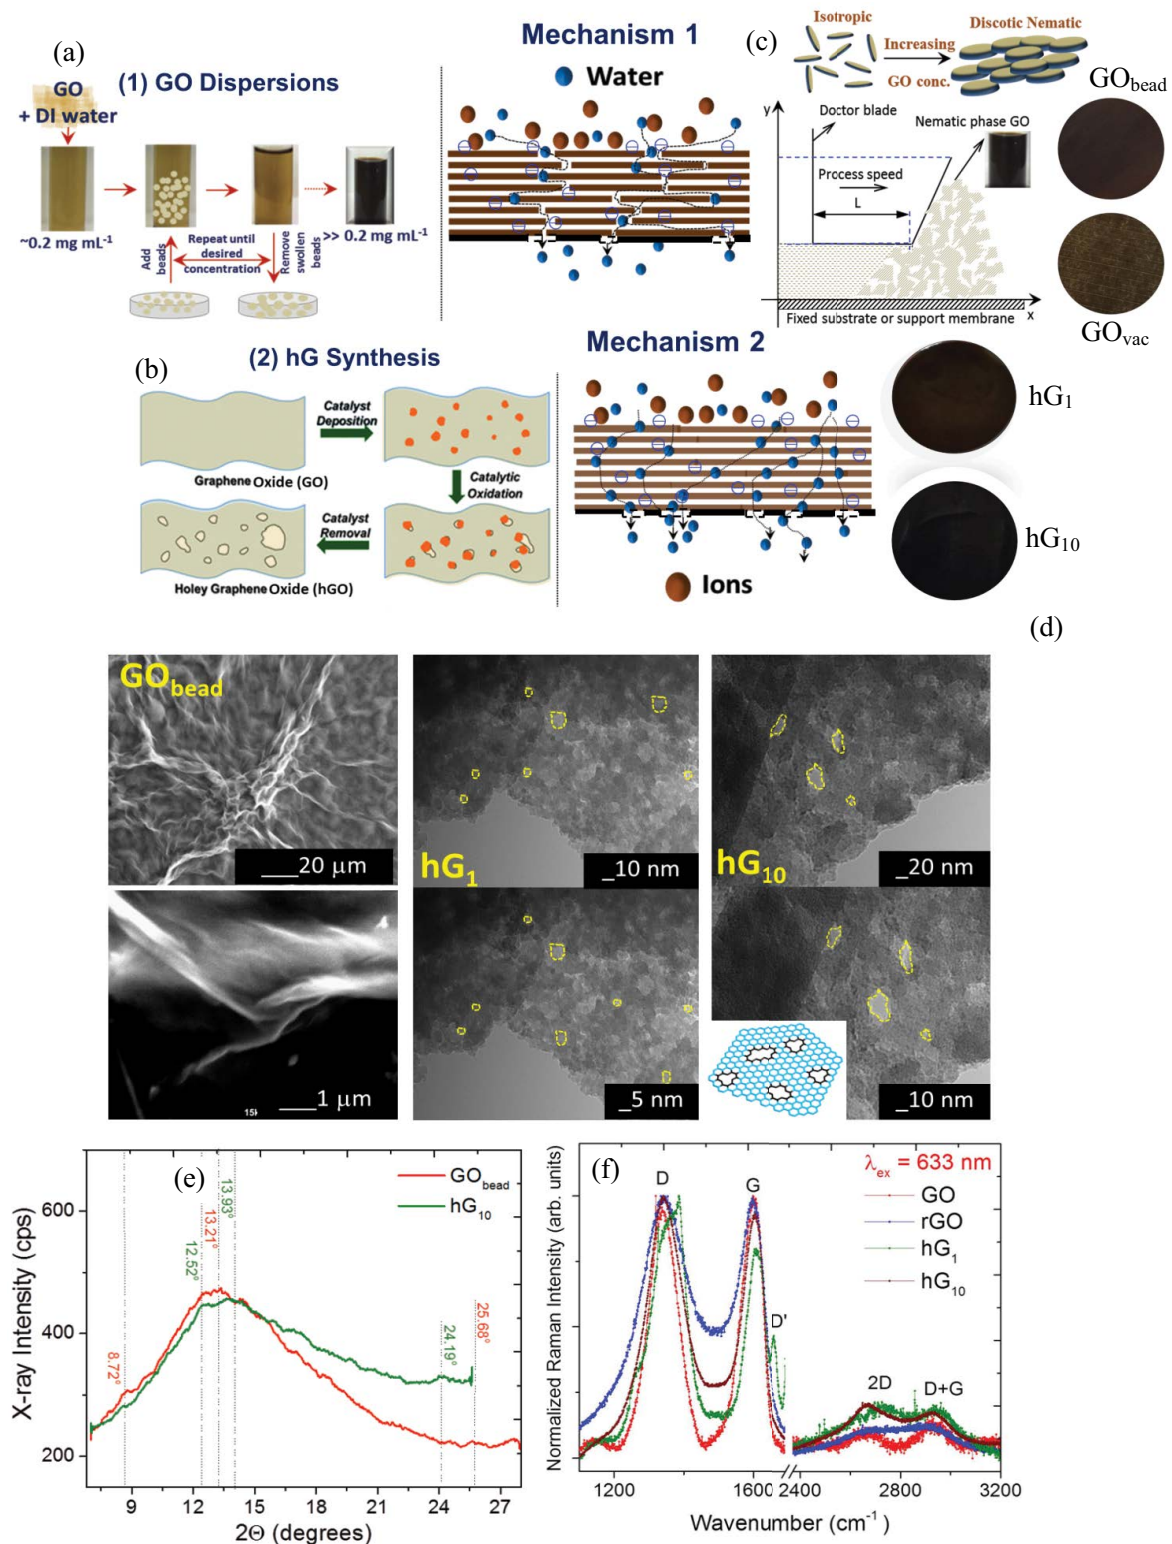 (a)
GO
+ DI water
(1) GO Dispersions
~0.2 mg mL-1
Add
beads
Repeat until
desired
concentration
Remove
swollen
beads
>> 0.2 mg mL-1
Mechanism 1
Water
(c)
Isotropic
Increasing
GO conc.
Discotic Nematic
y
Doctor blade
Process speed
L
Nematic phase GO
x
Fixed substrate or support membrane
GObead
GOvac
(b)
(2) hG Synthesis
Catalyst
Deposition
Graphene Oxide (GO)
Catalytic
Oxidation
Catalyst
Removal
Holey Graphene Oxide (hGO)
Mechanism 2
Ions
hG1
hG10
(d)
GObead
20 µm
1 µm
15k
hG1
10 nm
5 nm
hG10
20 nm
10 nm
(e)
GObead
hG10
X-ray Intensity (cps)
600
400
200
8.72°
12.52°
13.21°
13.93°
24.19°
25.68°
9
12
15
18
21
24
27
2Θ (degrees)
(f)
λex = 633 nm
GO
rGO
hG1
hG10
Normalized Raman Intensity (arb. units)
D
G
D'
2D
D+G
1200
1600
2400
2800
3200
Wavenumber (cm-1)